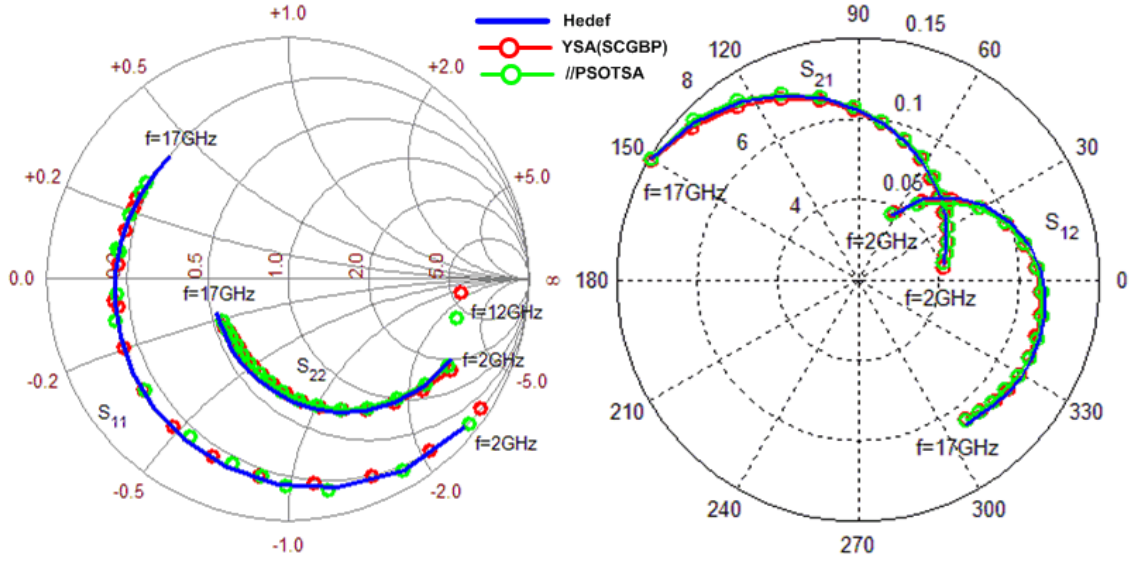 Hedef
YSA(SCGBP)
//PSOTSA
+1.0
+0.5
+2.0
f=17GHz
+0.2
+5.0
0.0
0.2
0.5
1.0
2.0
5.0
∞
f=17GHz
f=12GHz
S22
f=2GHz
-0.2
-5.0
S11
f=2GHz
-0.5
-2.0
-1.0
90
0.15
120
60
8
S21
0.1
6
150
30
f=17GHz
4
0.05
S12
f=2GHz
180
0
f=2GHz
210
330
f=17GHz
240
300
270